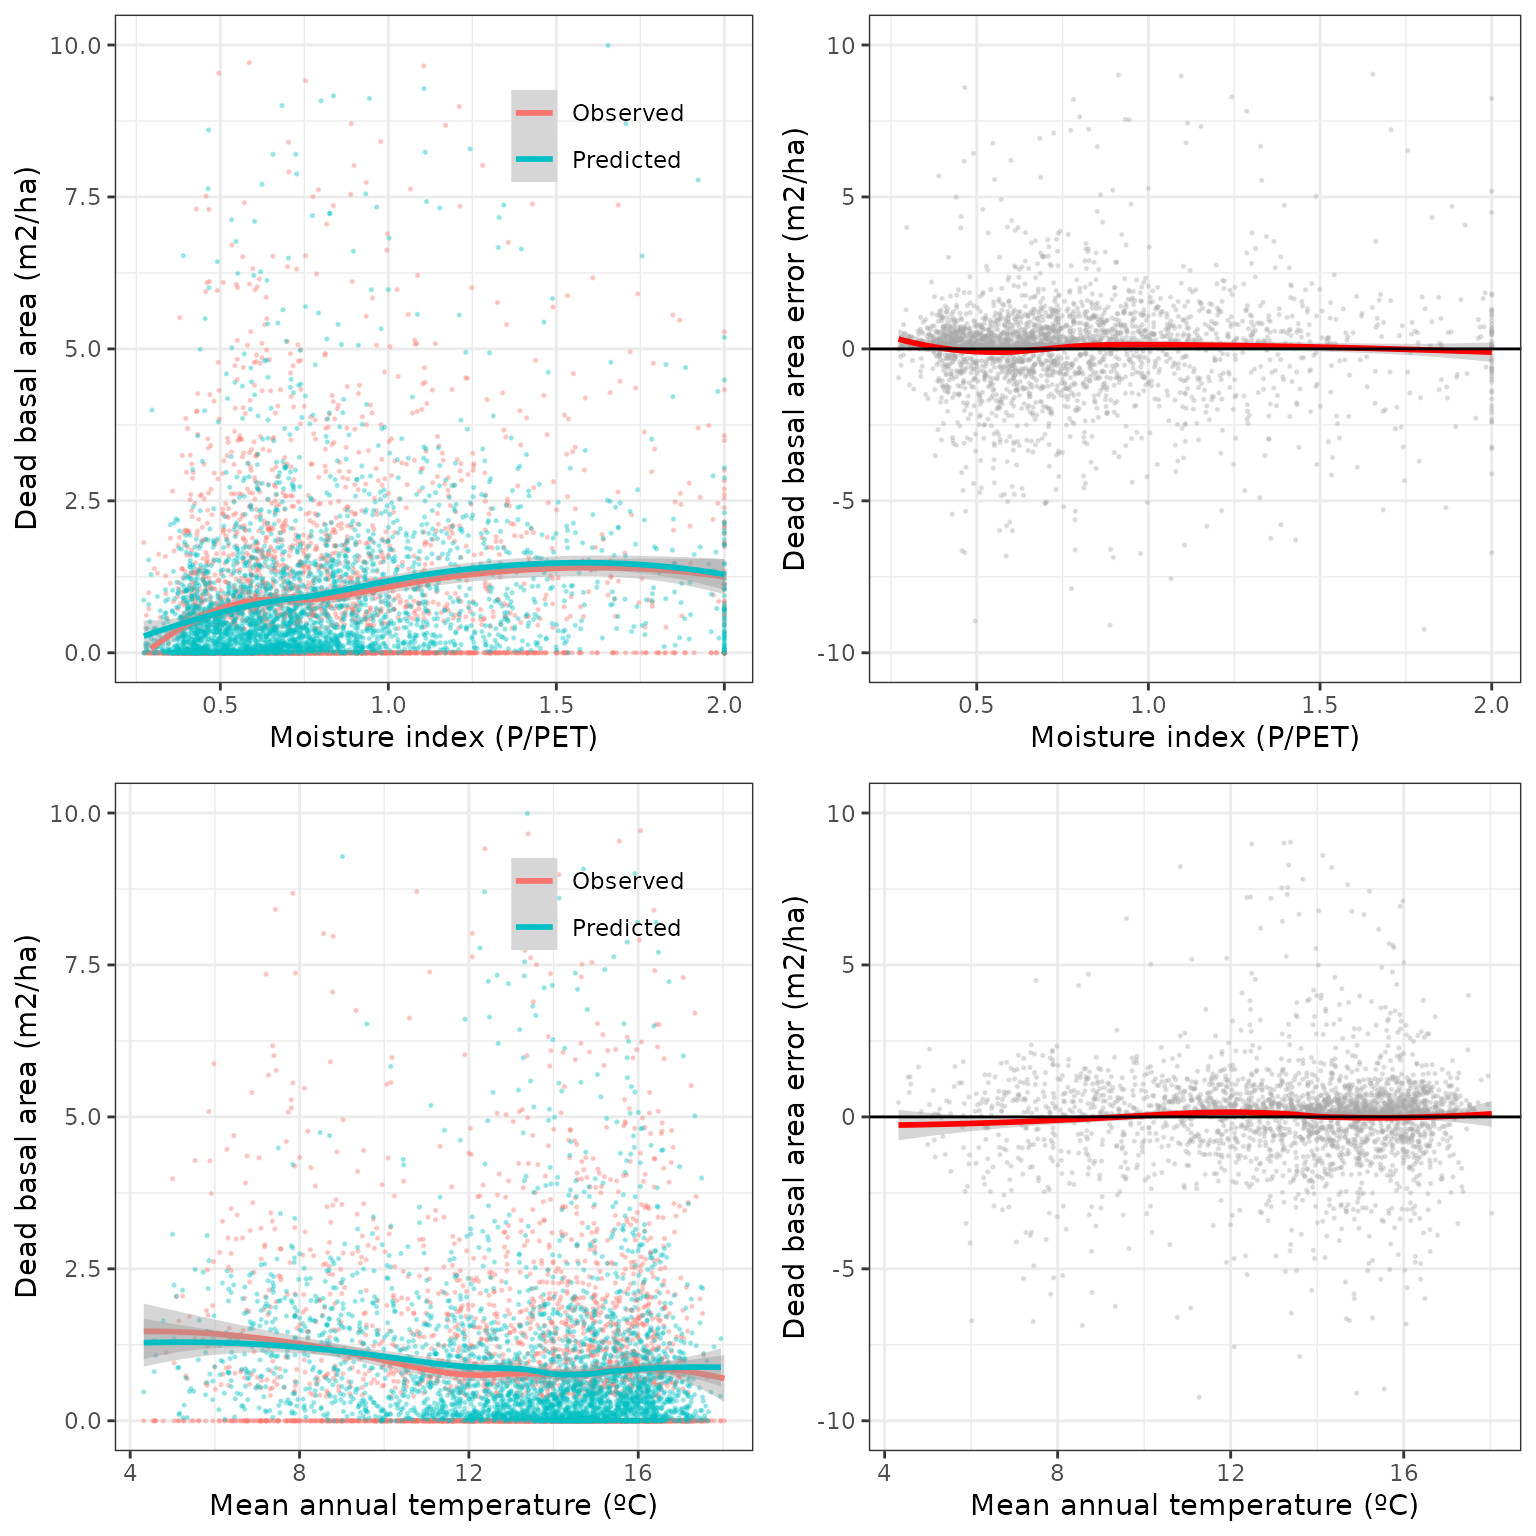 10.0
7.5
5.0
2.5
0.0
Dead basal area (m2/ha)
Observed
Predicted
0.5 1.0 1.5 2.0
Moisture index (P/PET)
10
5
0
-5
-10
Dead basal area error (m2/ha)
0.5 1.0 1.5 2.0
Moisture index (P/PET)
10.0
7.5
5.0
2.5
0.0
Dead basal area (m2/ha)
Observed
Predicted
4 8 12 16
Mean annual temperature (ºC)
10
5
0
-5
-10
Dead basal area error (m2/ha)
4 8 12 16
Mean annual temperature (ºC)